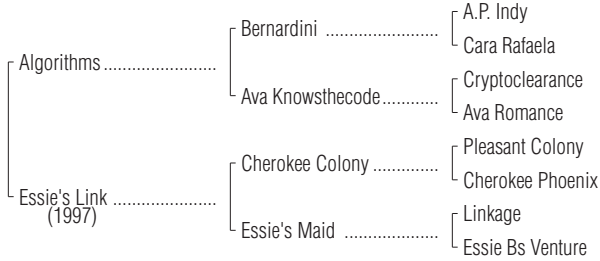 A.P. Indy
Bernardini ........................
Cara Rafaela
Algorithms ........................
Cryptoclearance
Ava Knowsthecode............
Ava Romance
Pleasant Colony
Cherokee Colony ..............
Cherokee Phoenix
Essie's Link ......................
(1997)
Linkage
Essie's Maid ....................
Essie Bs Venture